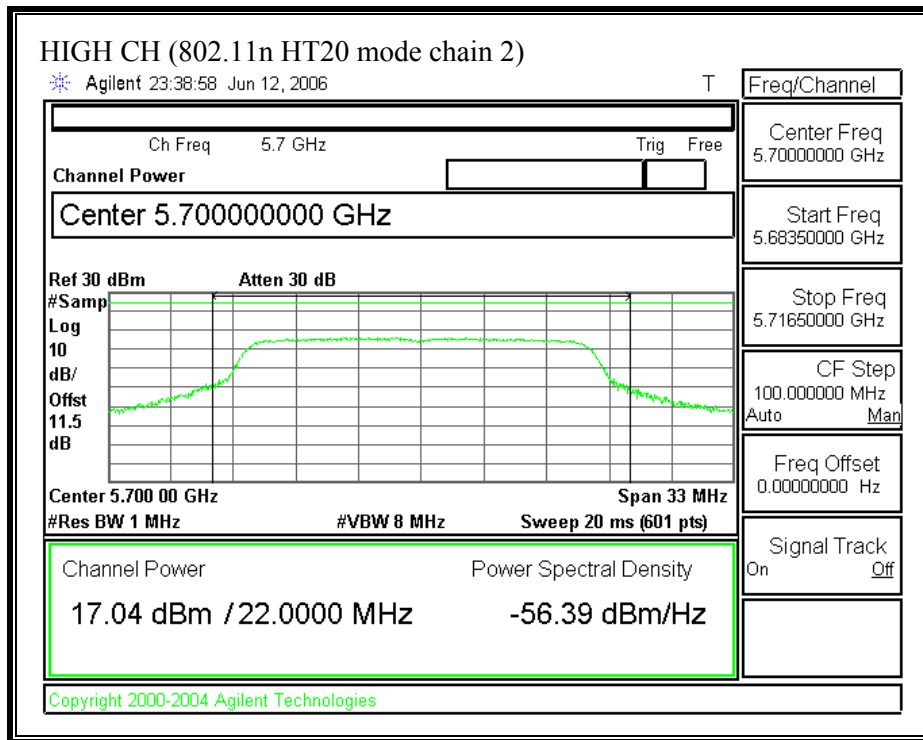 HIGH CH (802.11n HT20 mode chain 2)
Agilent 23:38:58 Jun 12, 2006 T
Freq/Channel
Ch Freq 5.7 GHz Trig Free
Channel Power
Center 5.700000000 GHz
Center Freq
5.70000000 GHz
Start Freq
5.68350000 GHz
Stop Freq
5.71650000 GHz
CF Step
100.000000 MHz
Auto Man
Freq Offset
0.00000000 Hz
Signal Track
On Off
Ref 30 dBm Atten 30 dB
#Samp
Log
10
dB/
Offst
11.5
dB
Center 5.700 00 GHz Span 33 MHz
#Res BW 1 MHz #VBW 8 MHz Sweep 20 ms (601 pts)
Channel Power Power Spectral Density
17.04 dBm / 22.0000 MHz -56.39 dBm/Hz
Copyright 2000-2004 Agilent Technologies